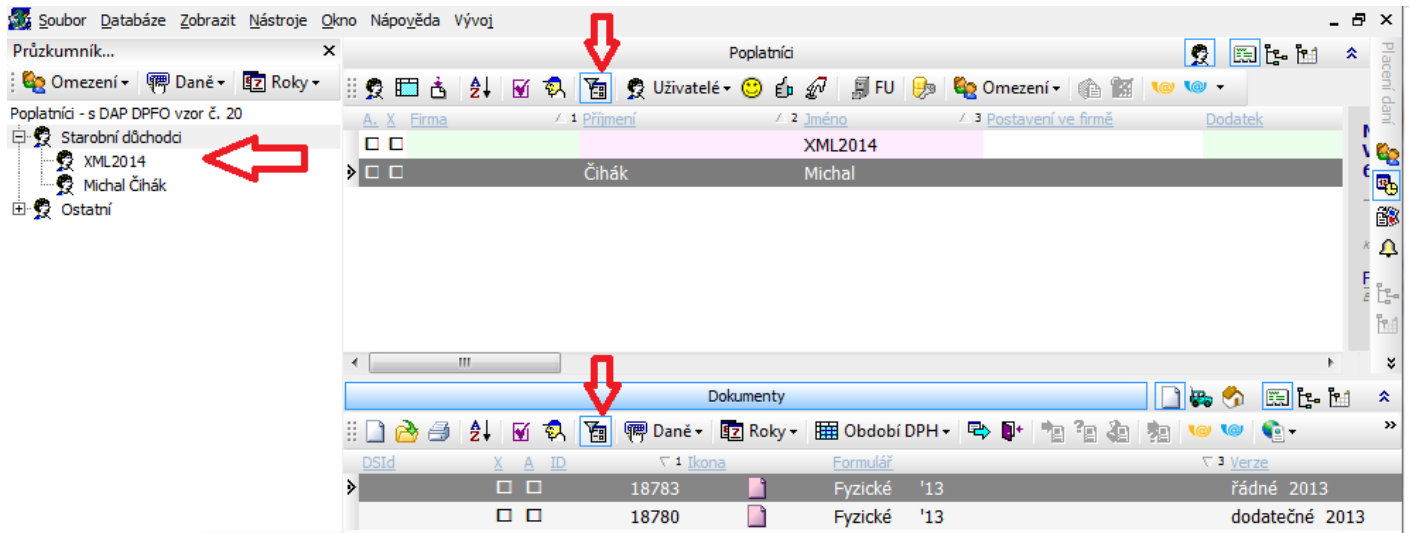 Soubor Databáze Zobrazit Nástroje Okno Nápověda Vývoj
Průzkumník...
Omezení Daně Roky
Poplatníci - s DAP DPFO vzor č. 20
Starobní důchodci
XML2014
Michal Čihák
Ostatní
Poplatníci
Uživatelé FU Omezení
A. X Firma 1 Příjmení 2 Jméno 3 Postavení ve firmě Dodatek
XML2014
Čihák Michal
Placení daní
Dokumenty
Daně Roky Období DPH
DSId X A ID 1 Ikona Formulář 3 Verze
18783 Fyzické '13 řádné 2013
18780 Fyzické '13 dodatečné 2013